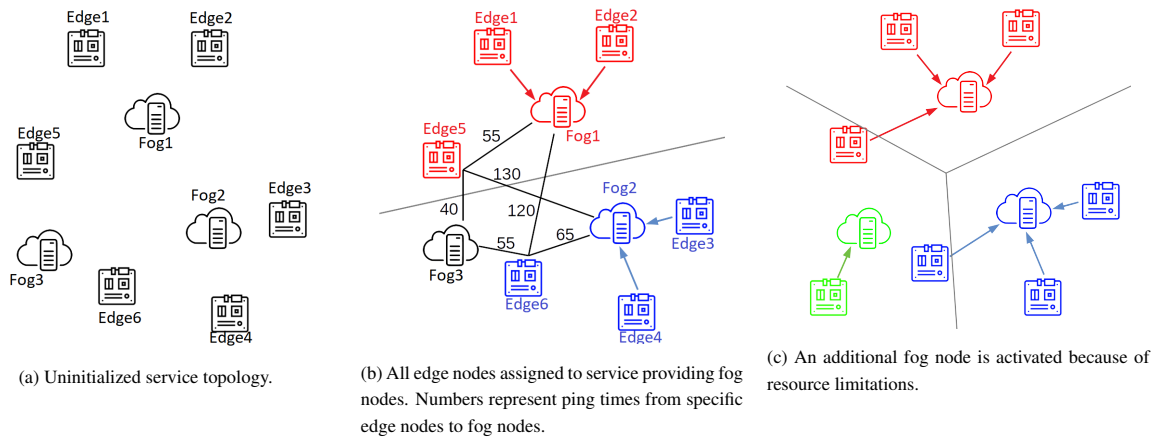 Edge1
Edge2
Fog1
Edge5
Fog2
Edge3
Fog3
Edge6
Edge4
(a) Uninitialized service topology.
Edge1
Edge2
Edge5
55
Fog1
130
Fog2
40
120
55
65
Fog3
Edge3
Edge6
Edge4
(b) All edge nodes assigned to service providing fog
nodes. Numbers represent ping times from specific
edge nodes to fog nodes.
(c) An additional fog node is activated because of
resource limitations.